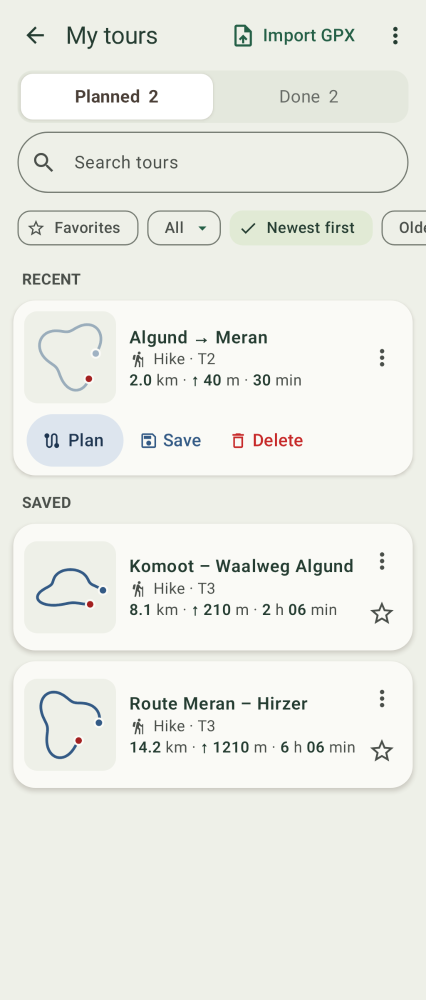 My tours
Import GPX
Planned 2
Done 2
Search tours
Favorites
All
Newest first
RECENT
Algund → Meran
Hike · T2
2.0 km · ↑ 40 m · 30 min
Plan
Save
Delete
SAVED
Komoot – Waalweg Algund
Hike · T3
8.1 km · ↑ 210 m · 2 h 06 min
Route Meran – Hirzer
Hike · T3
14.2 km · ↑ 1210 m · 6 h 06 min